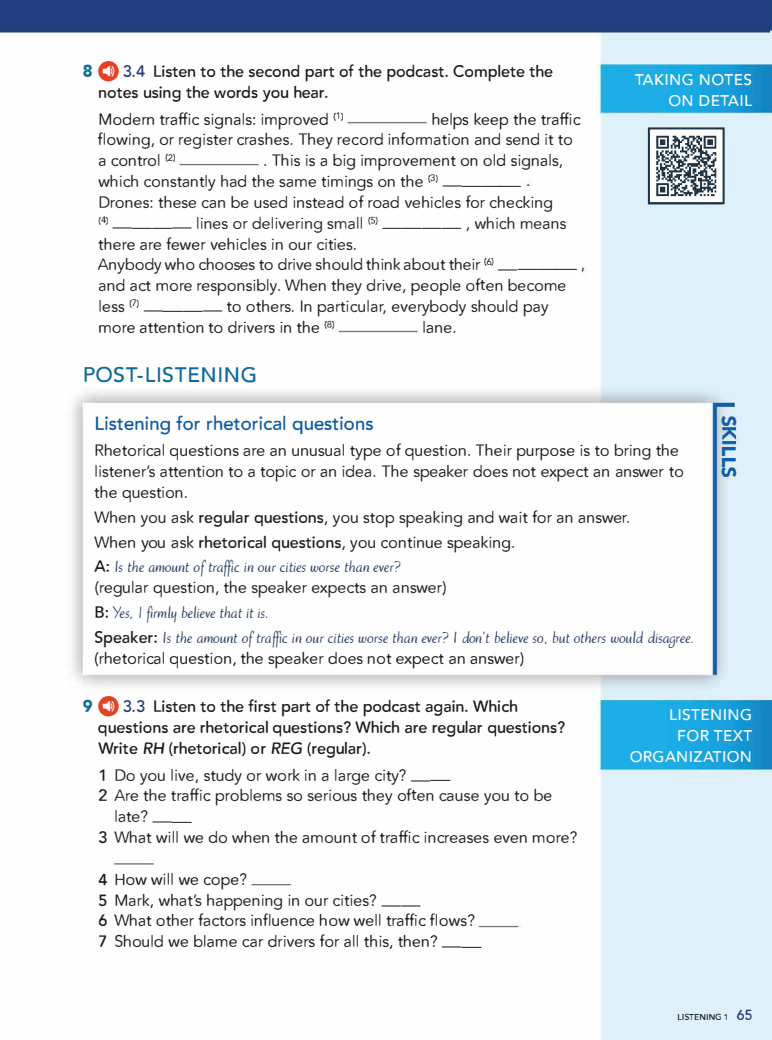 8 3.4 Listen to the second part of the podcast. Complete the
notes using the words you hear.
Modern traffic signals: improved (1) __________ helps keep the traffic
flowing, or register crashes. They record information and send it to
a control (2) __________ . This is a big improvement on old signals,
which constantly had the same timings on the (3) __________ .
Drones: these can be used instead of road vehicles for checking
(4) __________ lines or delivering small (5) __________ , which means
there are fewer vehicles in our cities.
Anybody who chooses to drive should think about their (6) __________ ,
and act more responsibly. When they drive, people often become
less (7) __________ to others. In particular, everybody should pay
more attention to drivers in the (8) __________ lane.
TAKING NOTES
ON DETAIL
POST-LISTENING
Listening for rhetorical questions
Rhetorical questions are an unusual type of question. Their purpose is to bring the
listener's attention to a topic or an idea. The speaker does not expect an answer to
the question.
When you ask regular questions, you stop speaking and wait for an answer.
When you ask rhetorical questions, you continue speaking.
A: Is the amount of traffic in our cities worse than ever?
(regular question, the speaker expects an answer)
B: Yes, I firmly believe that it is.
Speaker: Is the amount of traffic in our cities worse than ever? I don't believe so, but others would disagree.
(rhetorical question, the speaker does not expect an answer)
SKILLS
9 3.3 Listen to the first part of the podcast again. Which
questions are rhetorical questions? Which are regular questions?
Write RH (rhetorical) or REG (regular).
1 Do you live, study or work in a large city? _____
2 Are the traffic problems so serious they often cause you to be
late? _____
3 What will we do when the amount of traffic increases even more?
_____
4 How will we cope? _____
5 Mark, what's happening in our cities? _____
6 What other factors influence how well traffic flows? _____
7 Should we blame car drivers for all this, then? _____
LISTENING
FOR TEXT
ORGANIZATION
LISTENING 1 65